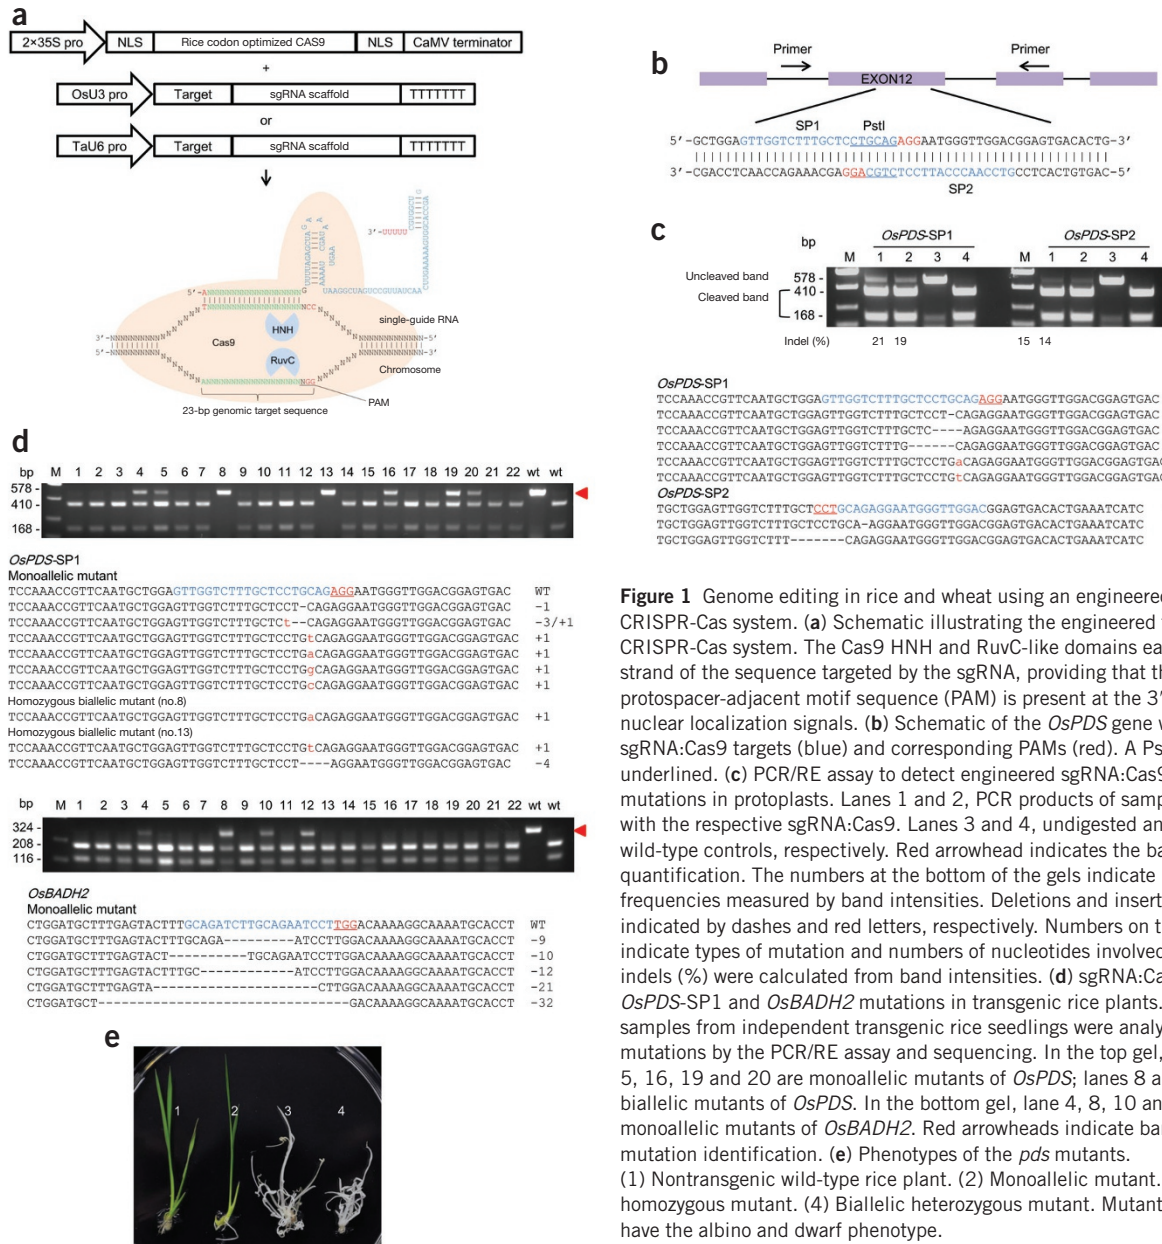 a
2×35S pro NLS Rice codon optimized CAS9 NLS CaMV terminator
+
OsU3 pro Target sgRNA scaffold TTTTTTT
or
TaU6 pro Target sgRNA scaffold TTTTTTT
3'-UUUUU
5'-ANNNNNNNNNNNNNNNNNNN
HNH
single-guide RNA
Cas9
RuvC
Chromosome
NGG
PAM
23-bp genomic target sequence
b
Primer Primer
EXON12
SP1 PstI
5'-GCTGGAGTTGGTCTTTGCTCCTGCAGAGGAATGGGTTGGACGGAGTGACACTG-3'
3'-CGACCTCAACCAGAAACGAGGACGTCTCCTTACCCAACCTGCCTCACTGTGAC-5'
SP2
c
OsPDS-SP1 OsPDS-SP2
bp M 1 2 3 4 M 1 2 3 4
Uncleaved band 578
Cleaved band 410
168
Indel (%) 21 19 15 14
OsPDS-SP1
TCCAAACCGTTCAATGCTGGAGTTGGTCTTTGCTCCTGCAGAGGAATGGGTTGGACGGAGTGAC
TCCAAACCGTTCAATGCTGGAGTTGGTCTTTGCTCCT-CAGAGGAATGGGTTGGACGGAGTGAC
TCCAAACCGTTCAATGCTGGAGTTGGTCTTTGCTC----AGAGGAATGGGTTGGACGGAGTGAC
TCCAAACCGTTCAATGCTGGAGTTGGTCTTTG------CAGAGGAATGGGTTGGACGGAGTGAC
TCCAAACCGTTCAATGCTGGAGTTGGTCTTTGCTCCTGaCAGAGGAATGGGTTGGACGGAGTGAC
TCCAAACCGTTCAATGCTGGAGTTGGTCTTTGCTCCTGtCAGAGGAATGGGTTGGACGGAGTGAC
OsPDS-SP2
TGCTGGAGTTGGTCTTTGCTCCTGCAGAGGAATGGGTTGGACGGAGTGACACTGAAATCATC
TGCTGGAGTTGGTCTTTGCTCCTGCA-AGGAATGGGTTGGACGGAGTGACACTGAAATCATC
TGCTGGAGTTGGTCTTT-------CAGAGGAATGGGTTGGACGGAGTGACACTGAAATCATC
d
bp M 1 2 3 4 5 6 7 8 9 10 11 12 13 14 15 16 17 18 19 20 21 22 wt wt
578
410
168
OsPDS-SP1
Monoallelic mutant
TCCAAACCGTTCAATGCTGGAGTTGGTCTTTGCTCCTGCAGAGGAATGGGTTGGACGGAGTGAC WT
TCCAAACCGTTCAATGCTGGAGTTGGTCTTTGCTCCT-CAGAGGAATGGGTTGGACGGAGTGAC -1
TCCAAACCGTTCAATGCTGGAGTTGGTCTTTGCTCt--CAGAGGAATGGGTTGGACGGAGTGAC -3/+1
TCCAAACCGTTCAATGCTGGAGTTGGTCTTTGCTCCTGtCAGAGGAATGGGTTGGACGGAGTGAC +1
TCCAAACCGTTCAATGCTGGAGTTGGTCTTTGCTCCTGaCAGAGGAATGGGTTGGACGGAGTGAC +1
TCCAAACCGTTCAATGCTGGAGTTGGTCTTTGCTCCTGgCAGAGGAATGGGTTGGACGGAGTGAC +1
TCCAAACCGTTCAATGCTGGAGTTGGTCTTTGCTCCTGcCAGAGGAATGGGTTGGACGGAGTGAC +1
Homozygous biallelic mutant (no.8)
TCCAAACCGTTCAATGCTGGAGTTGGTCTTTGCTCCTGaCAGAGGAATGGGTTGGACGGAGTGAC +1
Homozygous biallelic mutant (no.13)
TCCAAACCGTTCAATGCTGGAGTTGGTCTTTGCTCCTGtCAGAGGAATGGGTTGGACGGAGTGAC +1
TCCAAACCGTTCAATGCTGGAGTTGGTCTTTGCTCCT----AGGAATGGGTTGGACGGAGTGAC -4
bp M 1 2 3 4 5 6 7 8 9 10 11 12 13 14 15 16 17 18 19 20 21 22 wt wt
324
208
116
OsBADH2
Monoallelic mutant
CTGGATGCTTTGAGTACTTTGCAGATCTTGCAGAATCCTTGGACAAAAGGCAAAATGCACCT WT
CTGGATGCTTTGAGTACTTTGCAGA---------ATCCTTGGACAAAAGGCAAAATGCACCT -9
CTGGATGCTTTGAGTACT----------TGCAGAATCCTTGGACAAAAGGCAAAATGCACCT -10
CTGGATGCTTTGAGTACTTTGC------------ATCCTTGGACAAAAGGCAAAATGCACCT -12
CTGGATGCTTTGAGTA---------------------CTTGGACAAAAGGCAAAATGCACCT -21
CTGGATGCT--------------------------------GACAAAAGGCAAAATGCACCT -32
e
1 2 3 4
Figure 1 Genome editing in rice and wheat using an engineered
CRISPR-Cas system. (a) Schematic illustrating the engineered
CRISPR-Cas system. The Cas9 HNH and RuvC-like domains ea
strand of the sequence targeted by the sgRNA, providing that th
protospacer-adjacent motif sequence (PAM) is present at the 3'
nuclear localization signals. (b) Schematic of the OsPDS gene w
sgRNA:Cas9 targets (blue) and corresponding PAMs (red). A Ps
underlined. (c) PCR/RE assay to detect engineered sgRNA:Cas9
mutations in protoplasts. Lanes 1 and 2, PCR products of samp
with the respective sgRNA:Cas9. Lanes 3 and 4, undigested an
wild-type controls, respectively. Red arrowhead indicates the ba
quantification. The numbers at the bottom of the gels indicate
frequencies measured by band intensities. Deletions and insert
indicated by dashes and red letters, respectively. Numbers on t
indicate types of mutation and numbers of nucleotides involved
indels (%) were calculated from band intensities. (d) sgRNA:Ca
OsPDS-SP1 and OsBADH2 mutations in transgenic rice plants.
samples from independent transgenic rice seedlings were analy
mutations by the PCR/RE assay and sequencing. In the top gel,
5, 16, 19 and 20 are monoallelic mutants of OsPDS; lanes 8 a
biallelic mutants of OsPDS. In the bottom gel, lane 4, 8, 10 an
monoallelic mutants of OsBADH2. Red arrowheads indicate ba
mutation identification. (e) Phenotypes of the pds mutants.
(1) Nontransgenic wild-type rice plant. (2) Monoallelic mutant.
homozygous mutant. (4) Biallelic heterozygous mutant. Mutant
have the albino and dwarf phenotype.